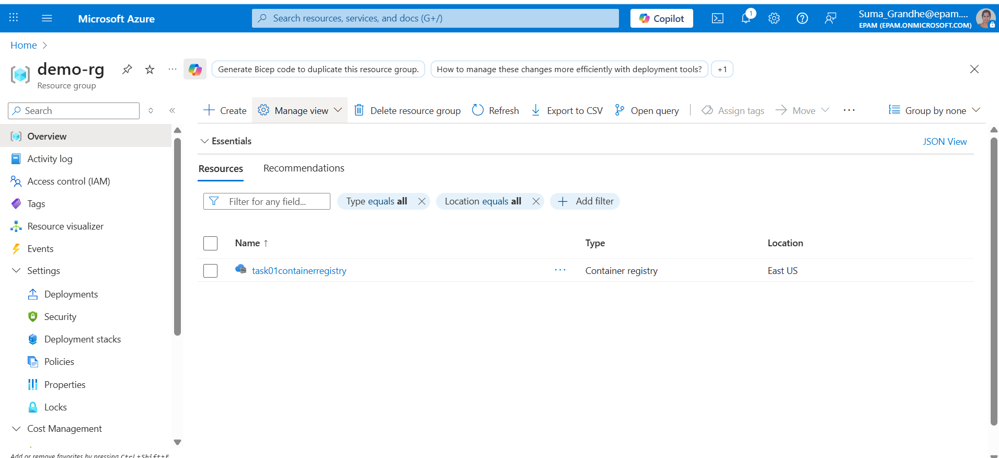 Microsoft Azure
Search resources, services, and docs (G+/)
Copilot
1
Suma_Grandhe@epam....
EPAM (EPAM.ONMICROSOFT.COM)
Home
demo-rg
Resource group
Generate Bicep code to duplicate this resource group.
How to manage these changes more efficiently with deployment tools?
+1
Search
Create
Manage view
Delete resource group
Refresh
Export to CSV
Open query
Assign tags
Move
Group by none
Overview
Activity log
Access control (IAM)
Tags
Resource visualizer
Events
Settings
Deployments
Security
Deployment stacks
Policies
Properties
Locks
Cost Management
Add or remove favorites by pressing Ctrl+Shift+F
Essentials
JSON View
Resources
Recommendations
Filter for any field...
Type equals all
Location equals all
Add filter
Name ↑
Type
Location
task01containerregistry
Container registry
East US